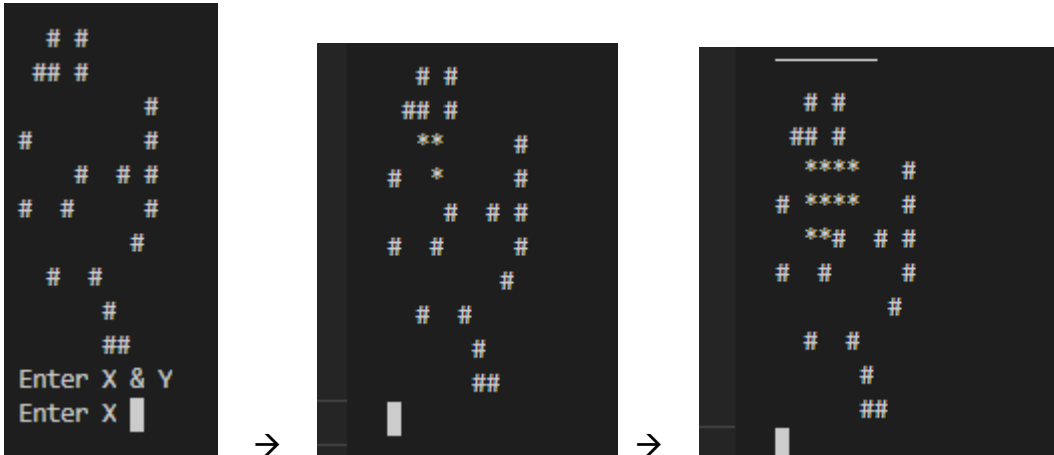 # #
 ## #
         #
#        #
    #  # #
#  #     #
        #
  #  #
      #
      ##
Enter X & Y
Enter X
→
  # #
 ## #
  **     #
#  *     #
    #  # #
#  #     #
        #
  #  #
      #
      ##
→
  # #
 ## #
  ****   #
# ****   #
  **#  # #
#  #     #
        #
  #  #
      #
      ##